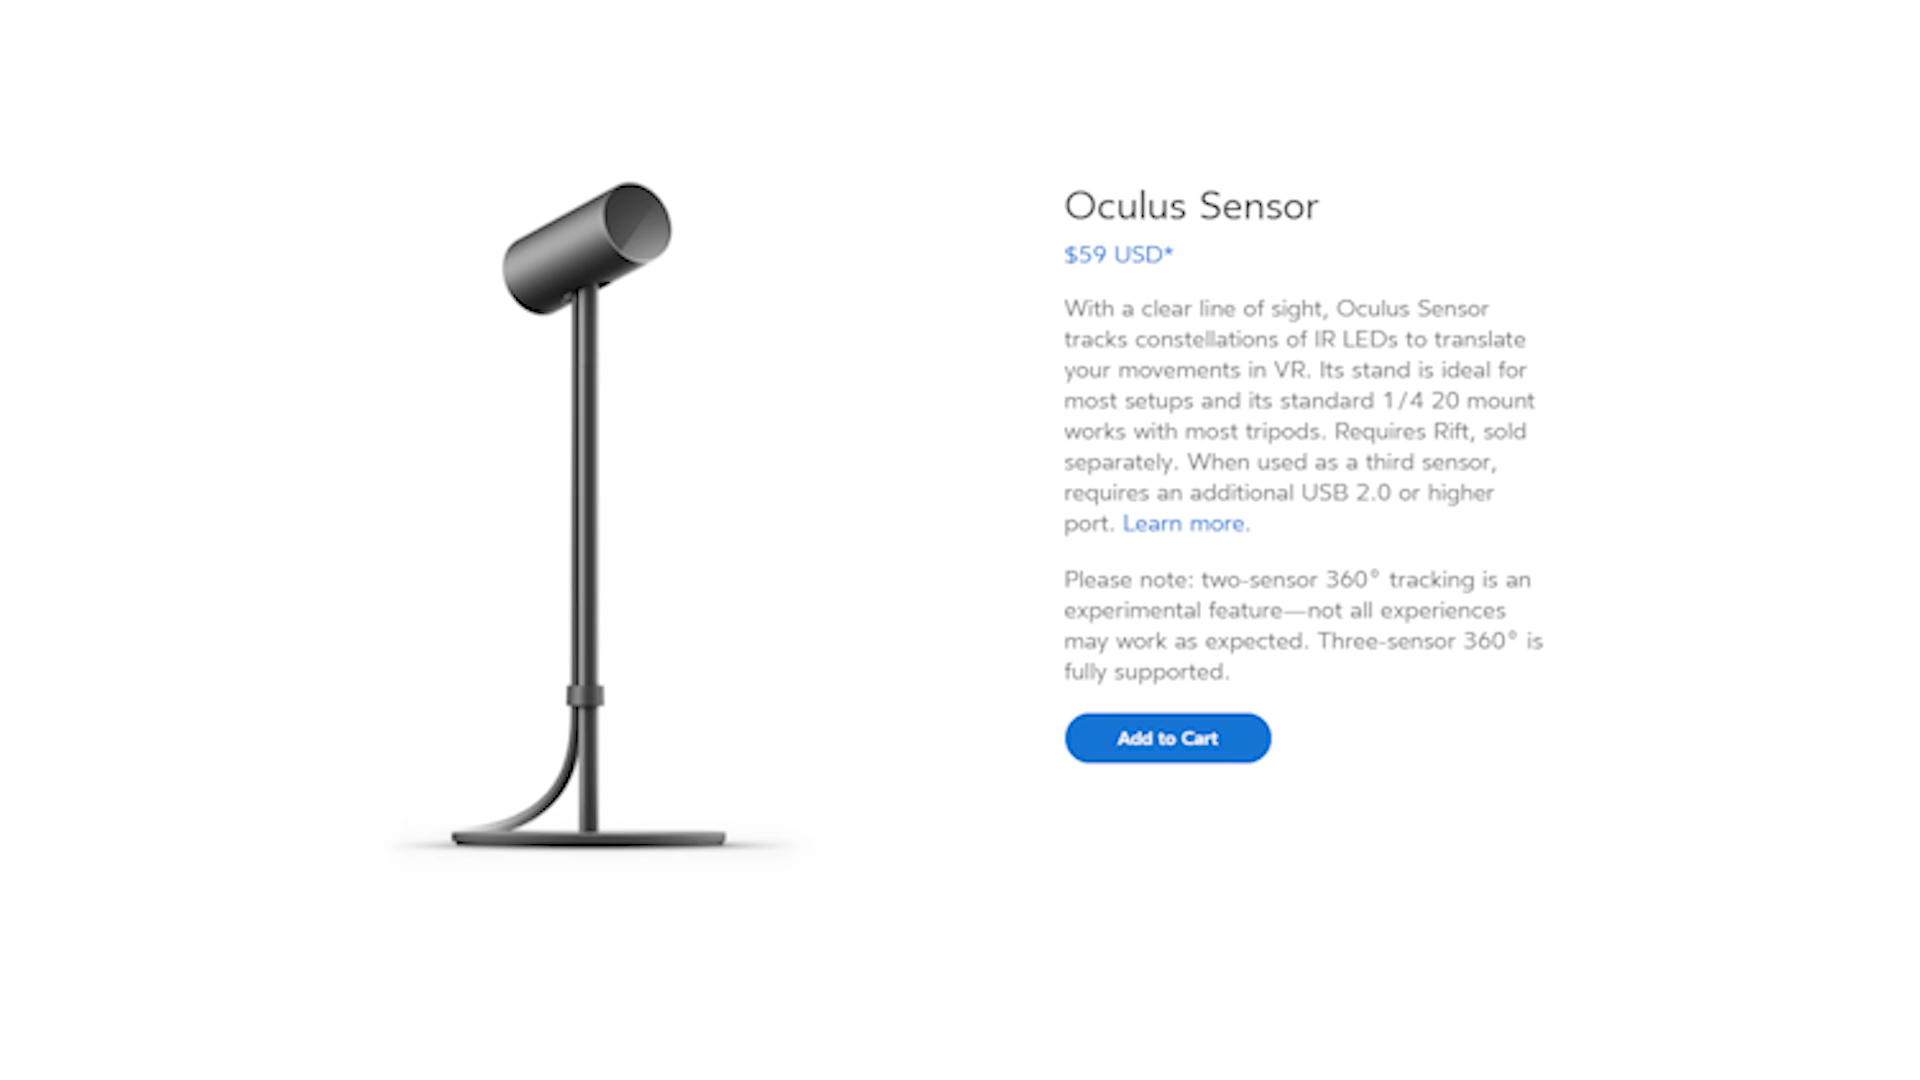 Oculus Sensor
$59 USD*
With a clear line of sight, Oculus Sensor
tracks constellations of IR LEDs to translate
your movements in VR. Its stand is ideal for
most setups and its standard 1/4 20 mount
works with most tripods. Requires Rift, sold
separately. When used as a third sensor,
requires an additional USB 2.0 or higher
port. Learn more.
Please note: two-sensor 360° tracking is an
experimental feature—not all experiences
may work as expected. Three-sensor 360° is
fully supported.
Add to Cart